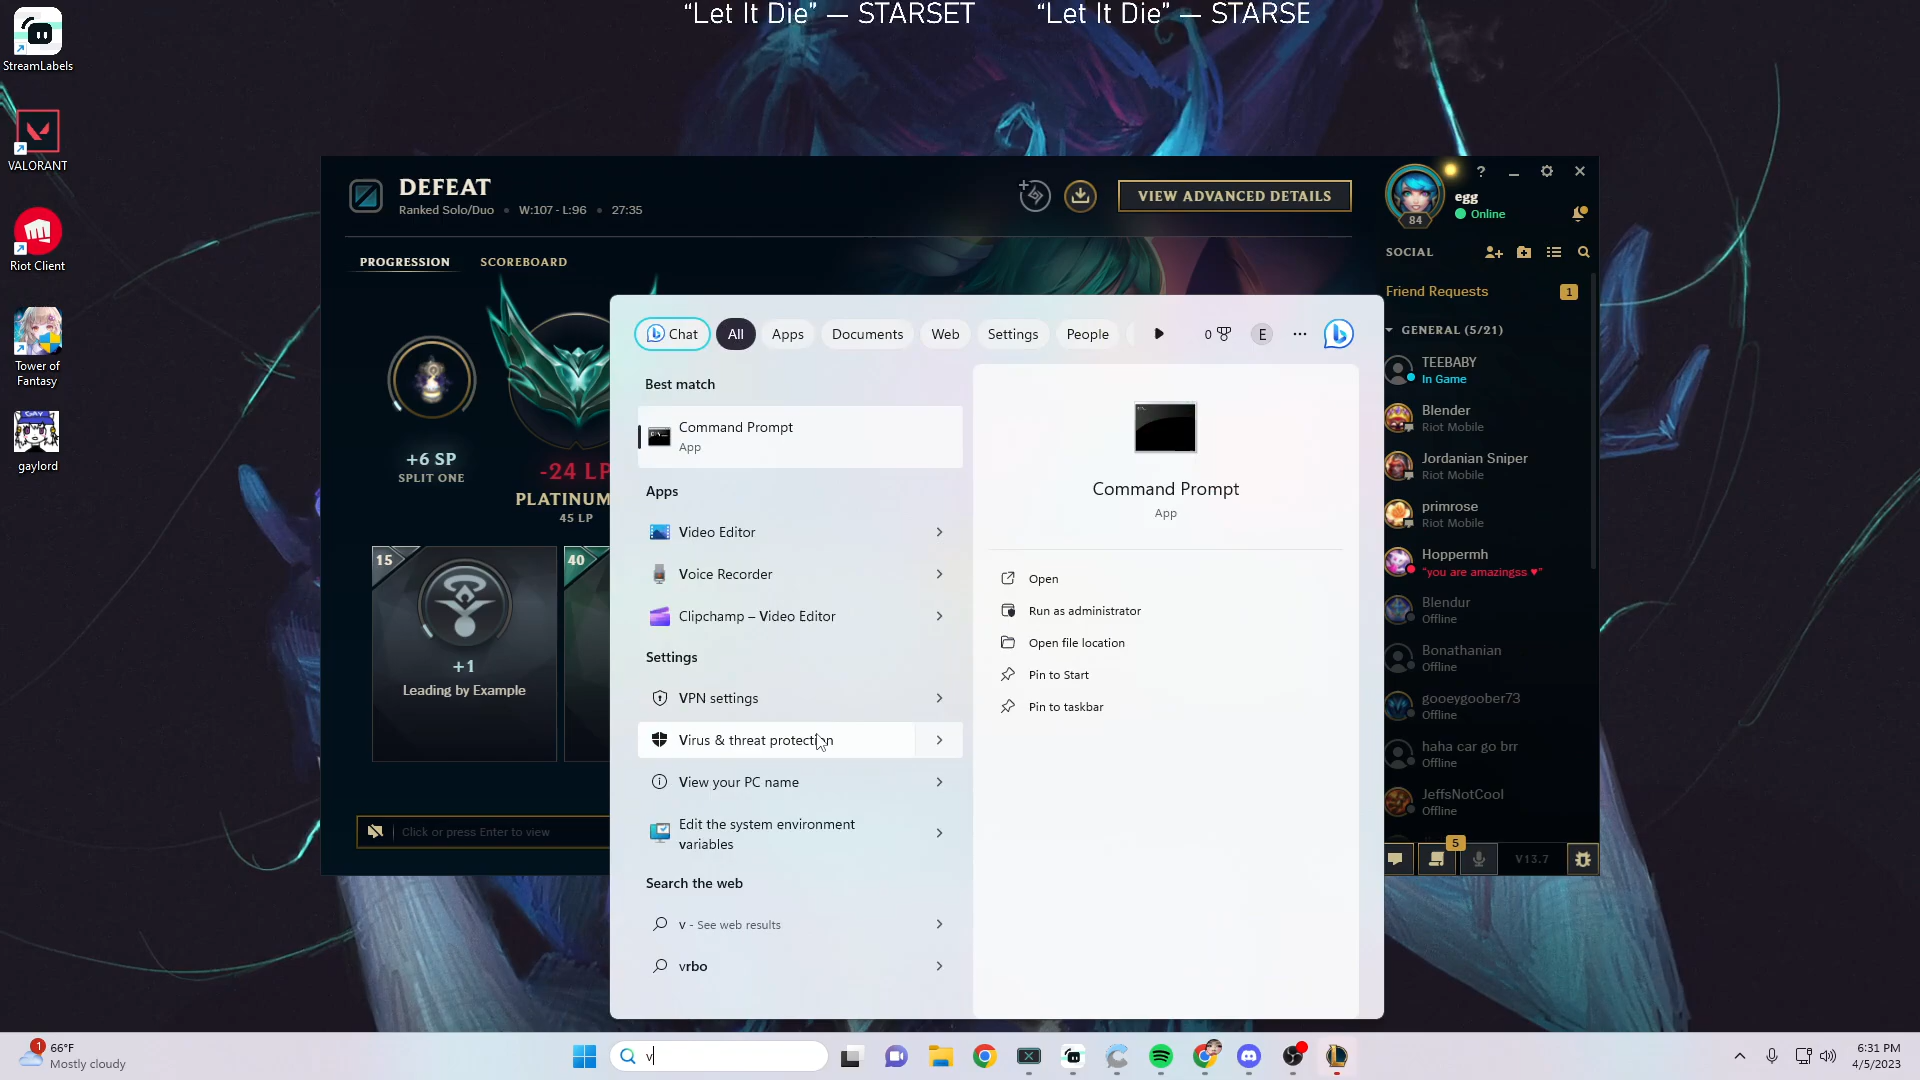 “Let It Die” — STARSET “Let It Die” — STARSE
StreamLabels
VALORANT
Riot Client
Tower of
Fantasy
GAY
gaylord
DEFEAT
Ranked Solo/Duo • W:107 - L:96 • 27:35
VIEW ADVANCED DETAILS
PROGRESSION SCOREBOARD
+6 SP
SPLIT ONE
-24 LP
PLATINUM
45 LP
15
+1
Leading by Example
40
Click or press Enter to view
84
egg
Online
?
SOCIAL
Friend Requests 1
GENERAL (5/21)
TEEBABY
In Game
Blender
Riot Mobile
Jordanian Sniper
Riot Mobile
primrose
Riot Mobile
Hoppermh
“you are amazingss ♥”
Blendur
Offline
Bonathanian
Offline
gooeygoober73
Offline
haha car go brr
Offline
JeffsNotCool
Offline
5
V13.7
Chat All Apps Documents Web Settings People 0 E ...
Best match
Command Prompt
App
Apps
Video Editor
Voice Recorder
Clipchamp – Video Editor
Settings
VPN settings
Virus & threat protection
View your PC name
Edit the system environment
variables
Search the web
v - See web results
vrbo
Command Prompt
App
Open
Run as administrator
Open file location
Pin to Start
Pin to taskbar
1
66°F
Mostly cloudy
v
6:31 PM
4/5/2023